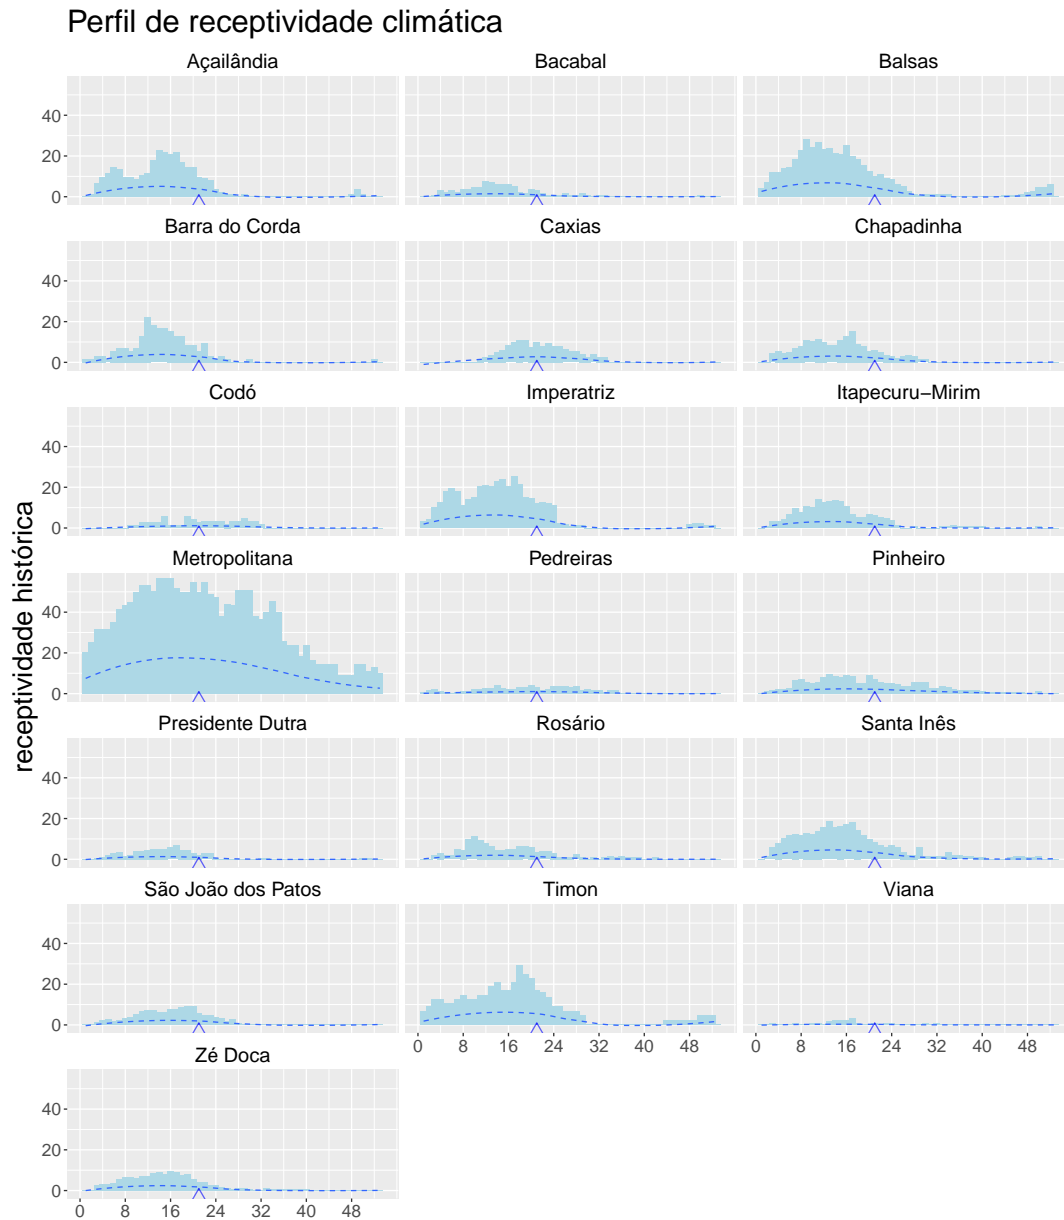 Perfil de receptividade climática
Açailândia Bacabal Balsas
40
20
0
Barra do Corda Caxias Chapadinha
40
20
0
Codó Imperatriz Itapecuru−Mirim
40
20
0
receptividade histórica
Metropolitana Pedreiras Pinheiro
40
20
0
Presidente Dutra Rosário Santa Inês
40
20
0
São João dos Patos Timon Viana
40
20
0
0 8 16 24 32 40 48 0 8 16 24 32 40 48
Zé Doca
40
20
0
0 8 16 24 32 40 48